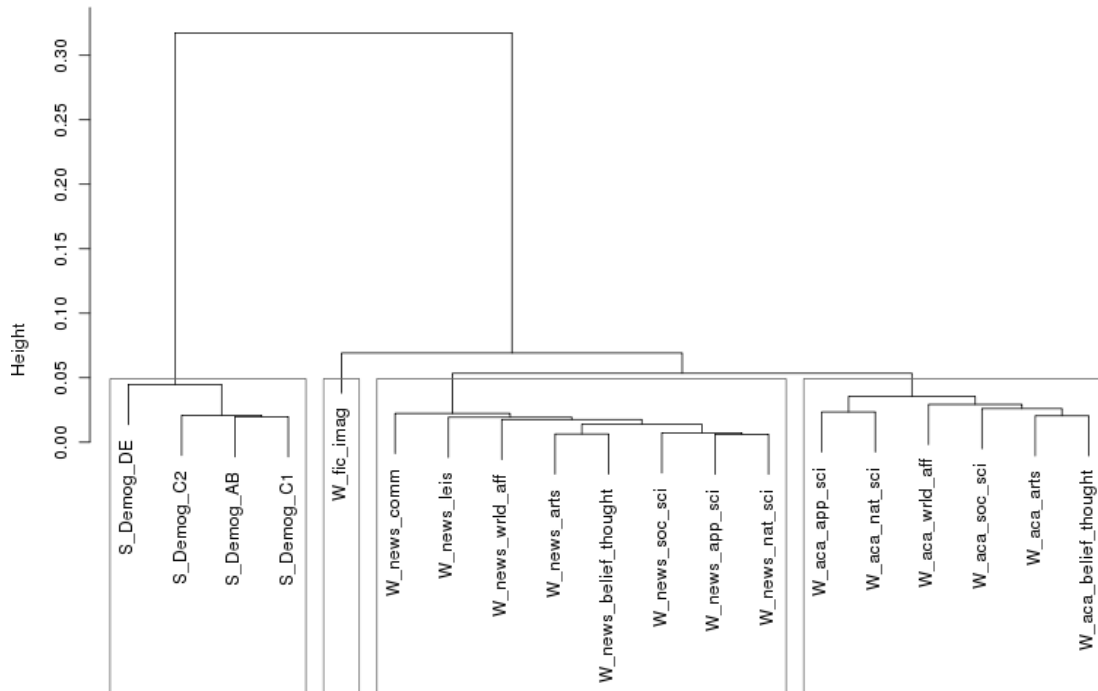 0.30
0.25
0.20
0.15
0.10
0.05
0.00
Height
S_Demog_DE
S_Demog_C2
S_Demog_AB
S_Demog_C1
W_fic_imag
W_news_comm
W_news_leis
W_news_wrld_aff
W_news_arts
W_news_belief_thought
W_news_soc_sci
W_news_app_sci
W_news_nat_sci
W_aca_app_sci
W_aca_nat_sci
W_aca_wrld_aff
W_aca_soc_sci
W_aca_arts
W_aca_belief_thought